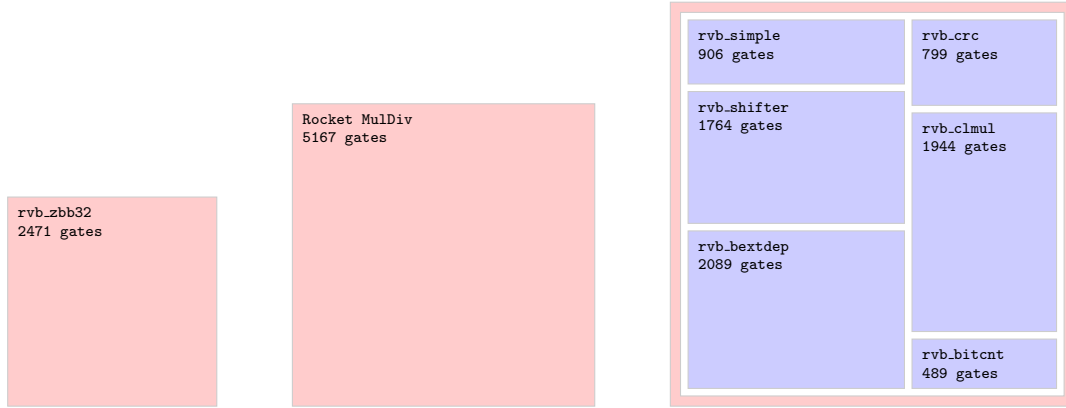 rvb_zbb32
2471 gates
Rocket MulDiv
5167 gates
rvb_simple
906 gates
rvb_shifter
1764 gates
rvb_bextdep
2089 gates
rvb_crc
799 gates
rvb_clmul
1944 gates
rvb_bitcnt
489 gates